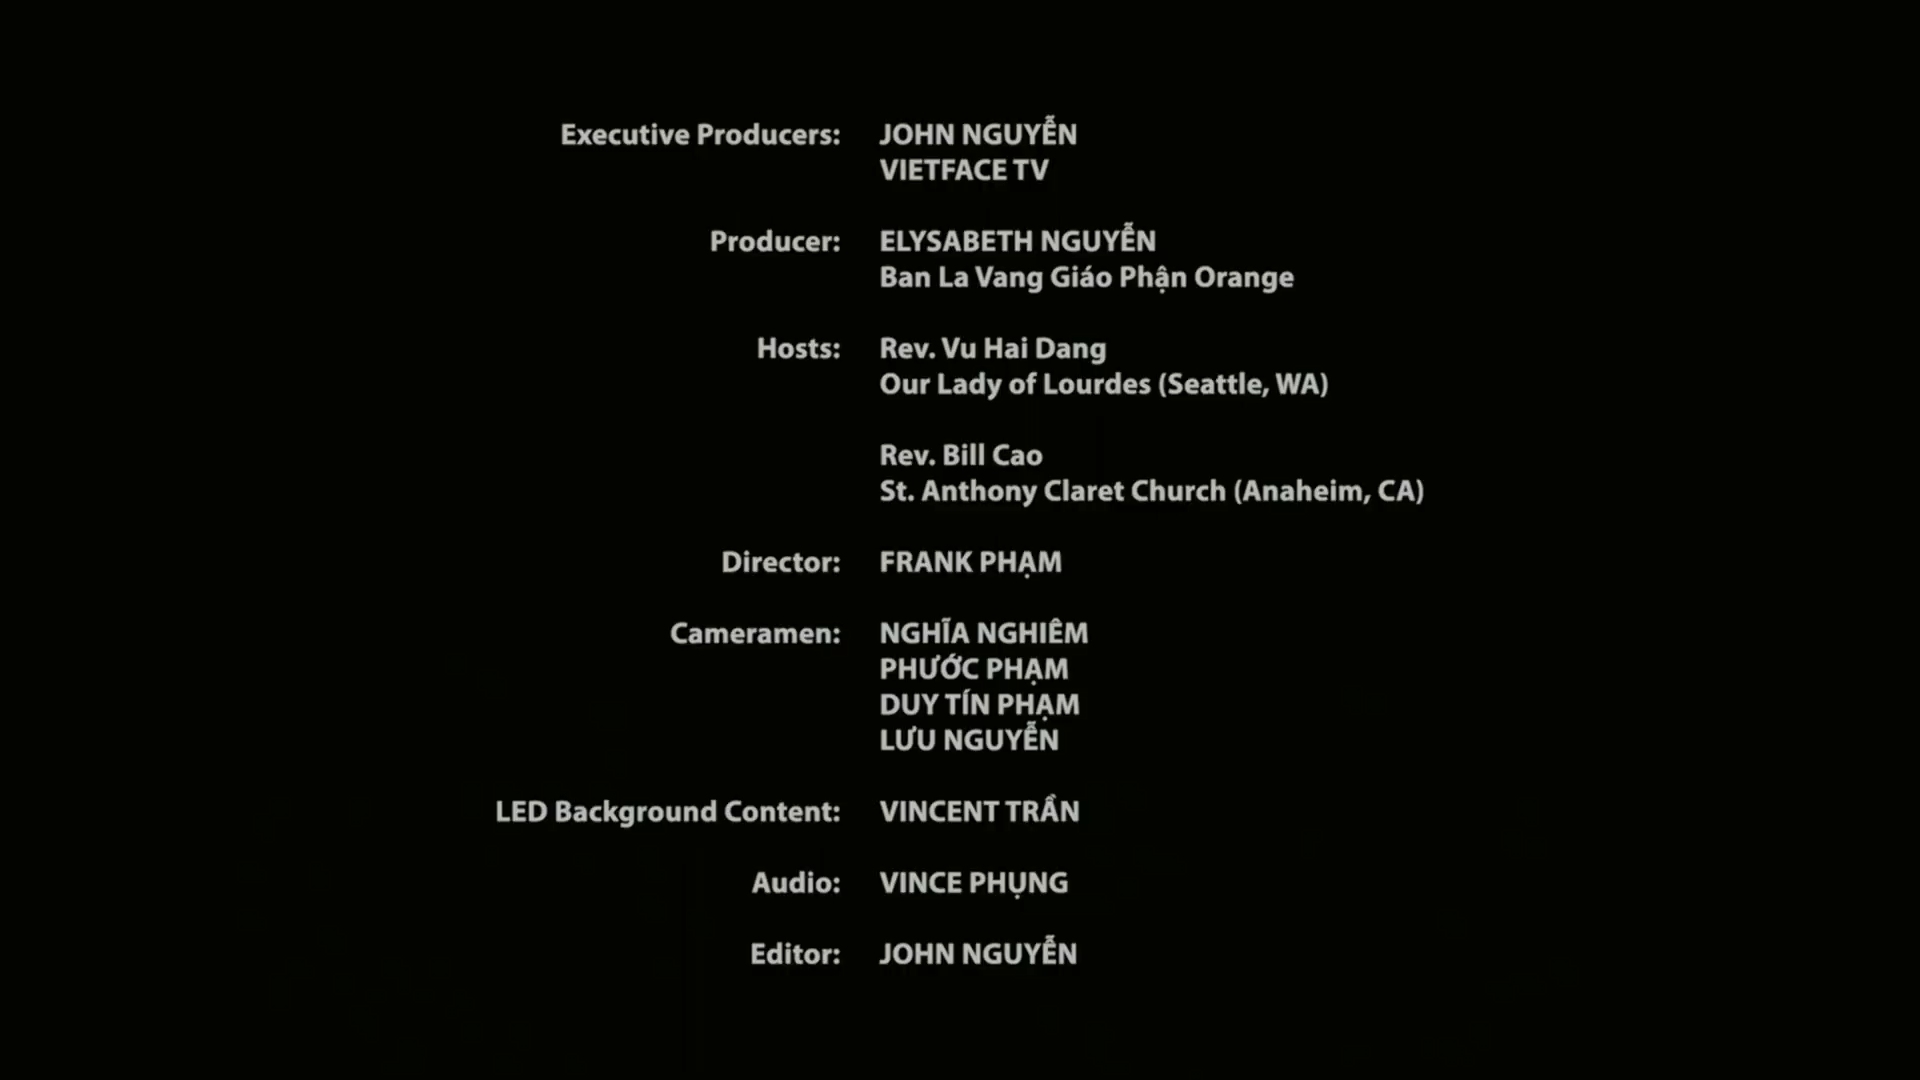 Executive Producers: JOHN NGUYỄN
VIETFACE TV
Producer: ELYSABETH NGUYỄN
Ban La Vang Giáo Phận Orange
Hosts: Rev. Vu Hai Dang
Our Lady of Lourdes (Seattle, WA)
Rev. Bill Cao
St. Anthony Claret Church (Anaheim, CA)
Director: FRANK PHẠM
Cameramen: NGHĨA NGHIÊM
PHƯỚC PHẠM
DUY TÍN PHẠM
LƯU NGUYỄN
LED Background Content: VINCENT TRẦN
Audio: VINCE PHỤNG
Editor: JOHN NGUYỄN